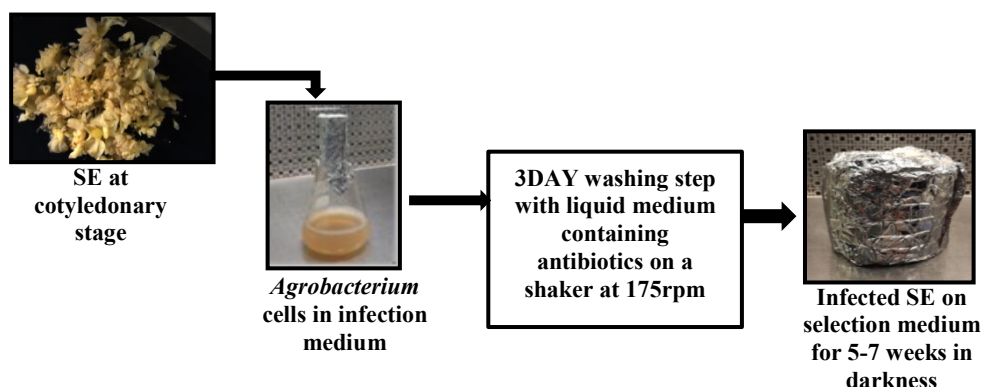 SE at
cotyledonary
stage
Agrobacterium
cells in infection
medium
3DAY washing step
with liquid medium
containing
antibiotics on a
shaker at 175rpm
Infected SE on
selection medium
for 5-7 weeks in
darkness